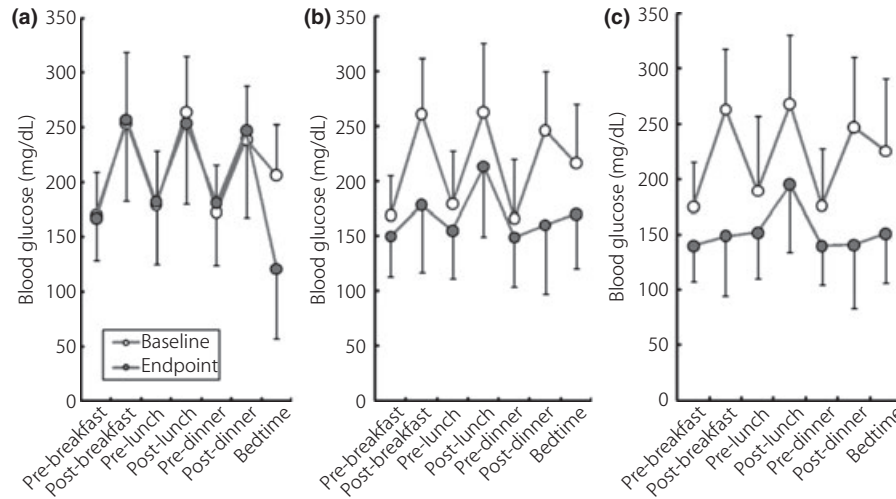 (a)
350
300
250
200
150
100
50
0
Blood glucose (mg/dL)
Baseline
Endpoint
Pre-breakfast
Post-breakfast
Pre-lunch
Post-lunch
Pre-dinner
Post-dinner
Bedtime
(b)
350
300
250
200
150
100
50
0
Blood glucose (mg/dL)
Pre-breakfast
Post-breakfast
Pre-lunch
Post-lunch
Pre-dinner
Post-dinner
Bedtime
(c)
350
300
250
200
150
100
50
0
Blood glucose (mg/dL)
Pre-breakfast
Post-breakfast
Pre-lunch
Post-lunch
Pre-dinner
Post-dinner
Bedtime